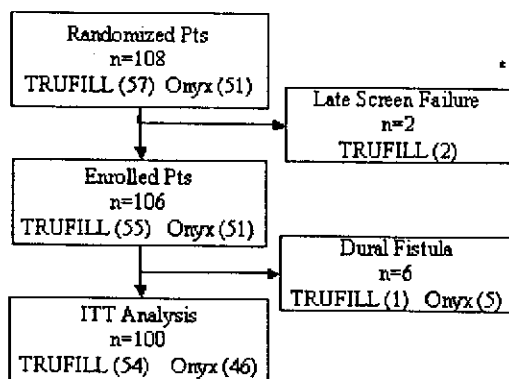 Randomized Pts
n=108
TRUFILL (57) Onyx (51)
Late Screen Failure
n=2
TRUFILL (2)
Enrolled Pts
n=106
TRUFILL (55) Onyx (51)
Dural Fistula
n=6
TRUFILL (1) Onyx (5)
ITT Analysis
n=100
TRUFILL (54) Onyx (46)